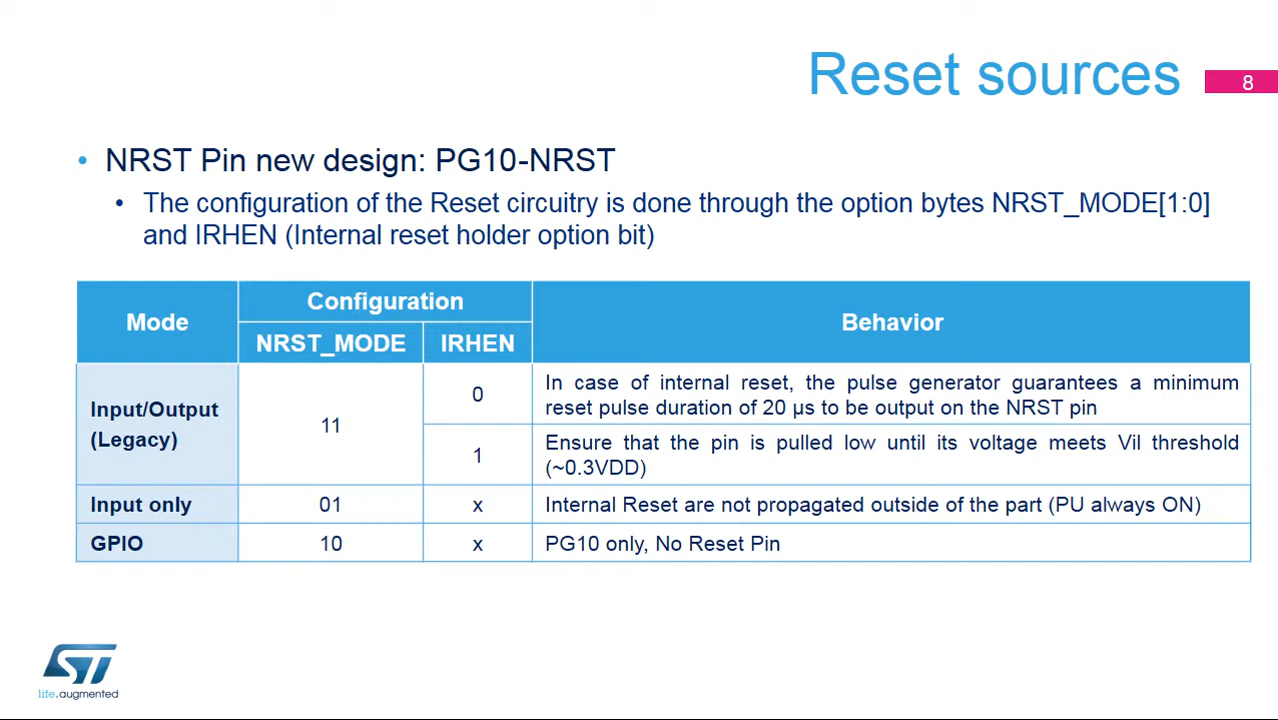 Reset sources
8
• NRST Pin new design: PG10-NRST
• The configuration of the Reset circuitry is done through the option bytes NRST_MODE[1:0]
and IRHEN (Internal reset holder option bit)
Mode
Configuration
Behavior
NRST_MODE
IRHEN
Input/Output
(Legacy)
11
0
In case of internal reset, the pulse generator guarantees a minimum
reset pulse duration of 20 µs to be output on the NRST pin
1
Ensure that the pin is pulled low until its voltage meets Vil threshold
(~0.3VDD)
Input only
01
x
Internal Reset are not propagated outside of the part (PU always ON)
GPIO
10
x
PG10 only, No Reset Pin
ST
life.augmented